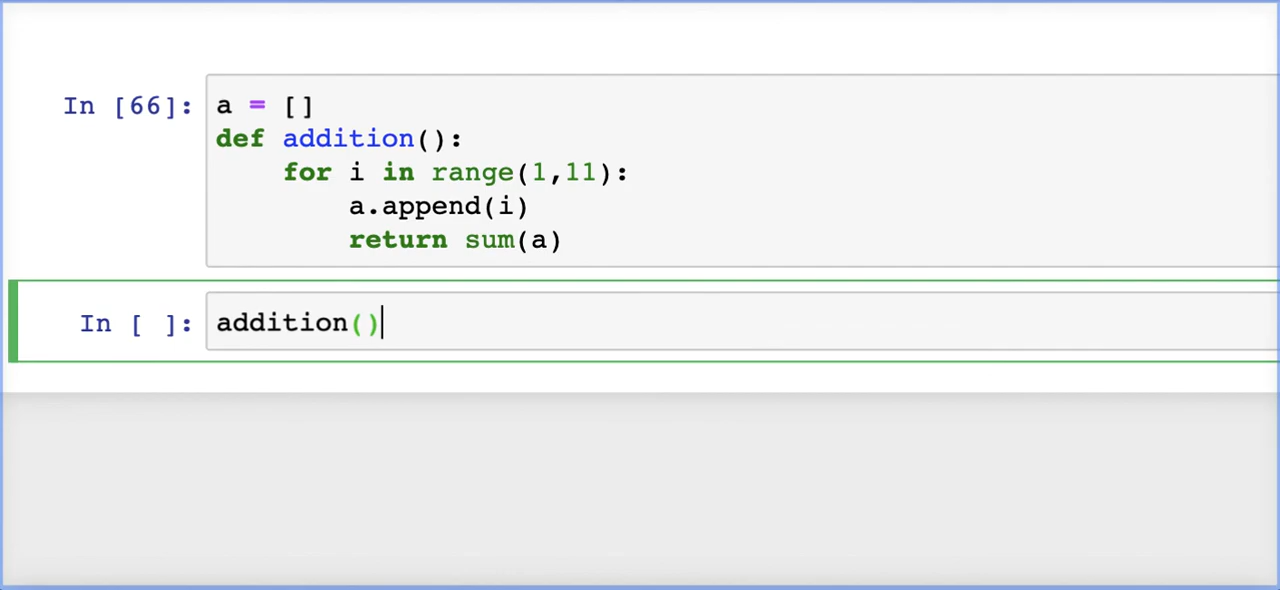 In [66]: a = []
def addition():
    for i in range(1,11):
        a.append(i)
        return sum(a)
In [ ]: addition()